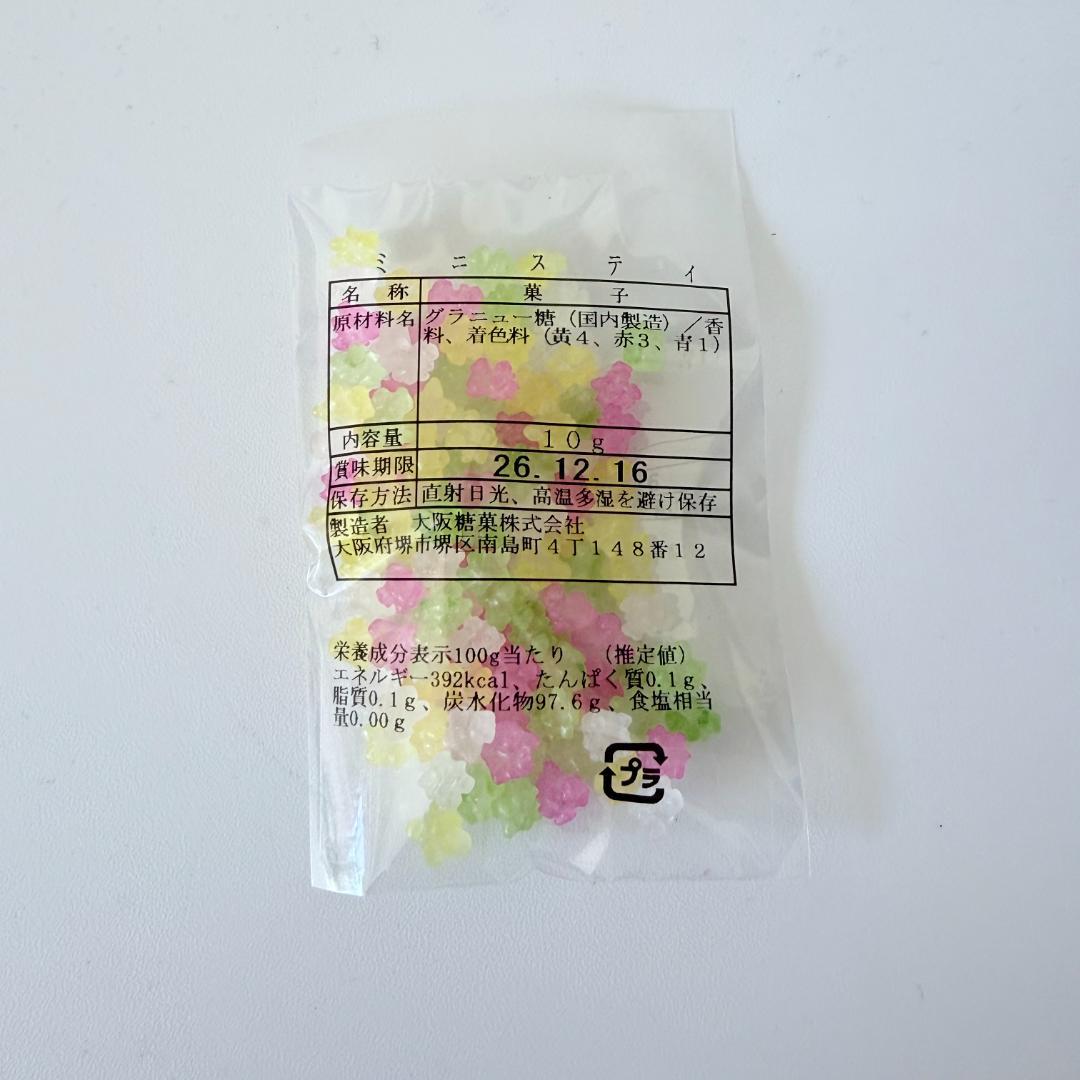 ミニスティ
名称 菓子
原材料名 グラニュー糖（国内製造）／香
料、着色料（黄４、赤３、青１）
内容量 １０ｇ
賞味期限 26.12.16
保存方法 直射日光、高温多湿を避け保存
製造者 大阪糖菓株式会社
大阪府堺市堺区南島町４丁１４８番１２
栄養成分表示100g当たり （推定値）
エネルギー392kcal、たんぱく質0.1ｇ、
脂質0.1ｇ、炭水化物97.6ｇ、食塩相当
量0.00ｇ
プラ